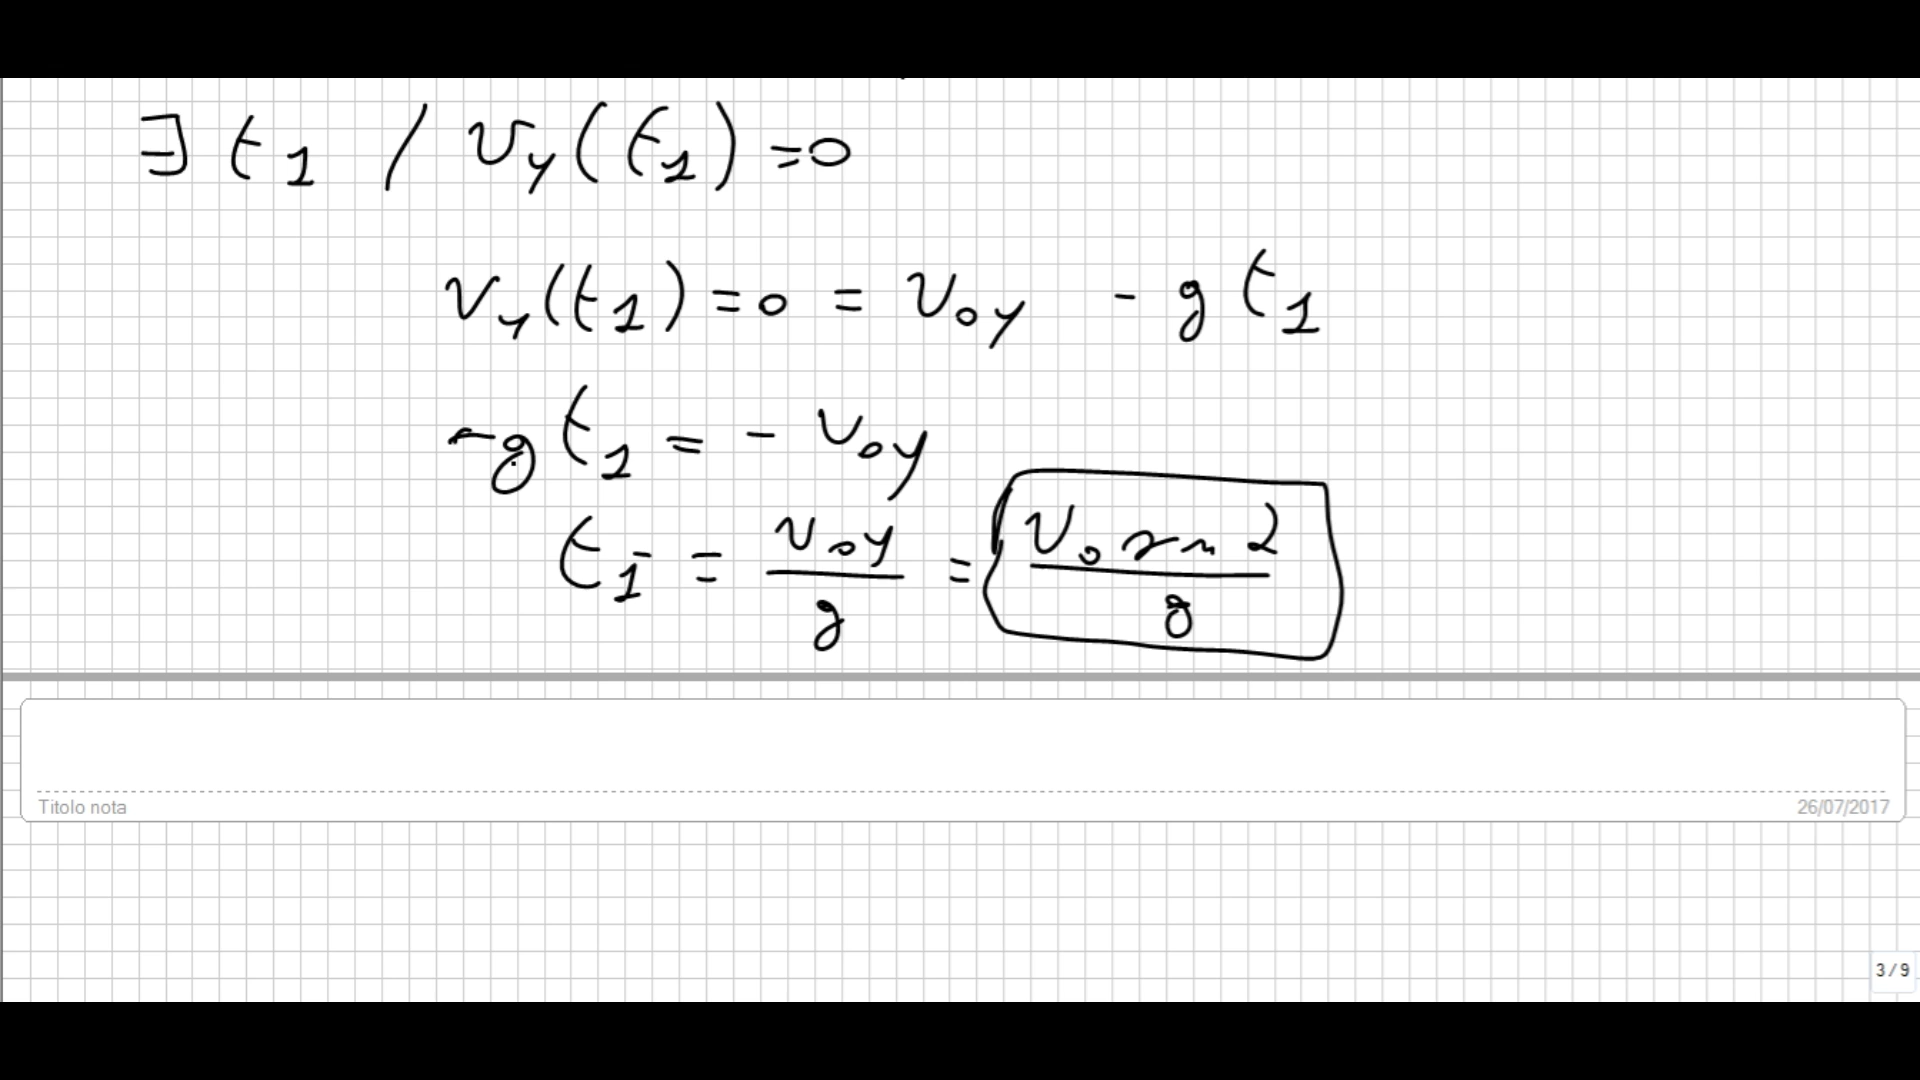 ∃ t₁ / v_y(t₁) = 0
v_y(t₁) = 0 = v₀y - g t₁
-g t₁ = - v₀y
t₁ = v₀y / g = v₀ sin α / g
Titolo nota
26/07/2017
3 / 9